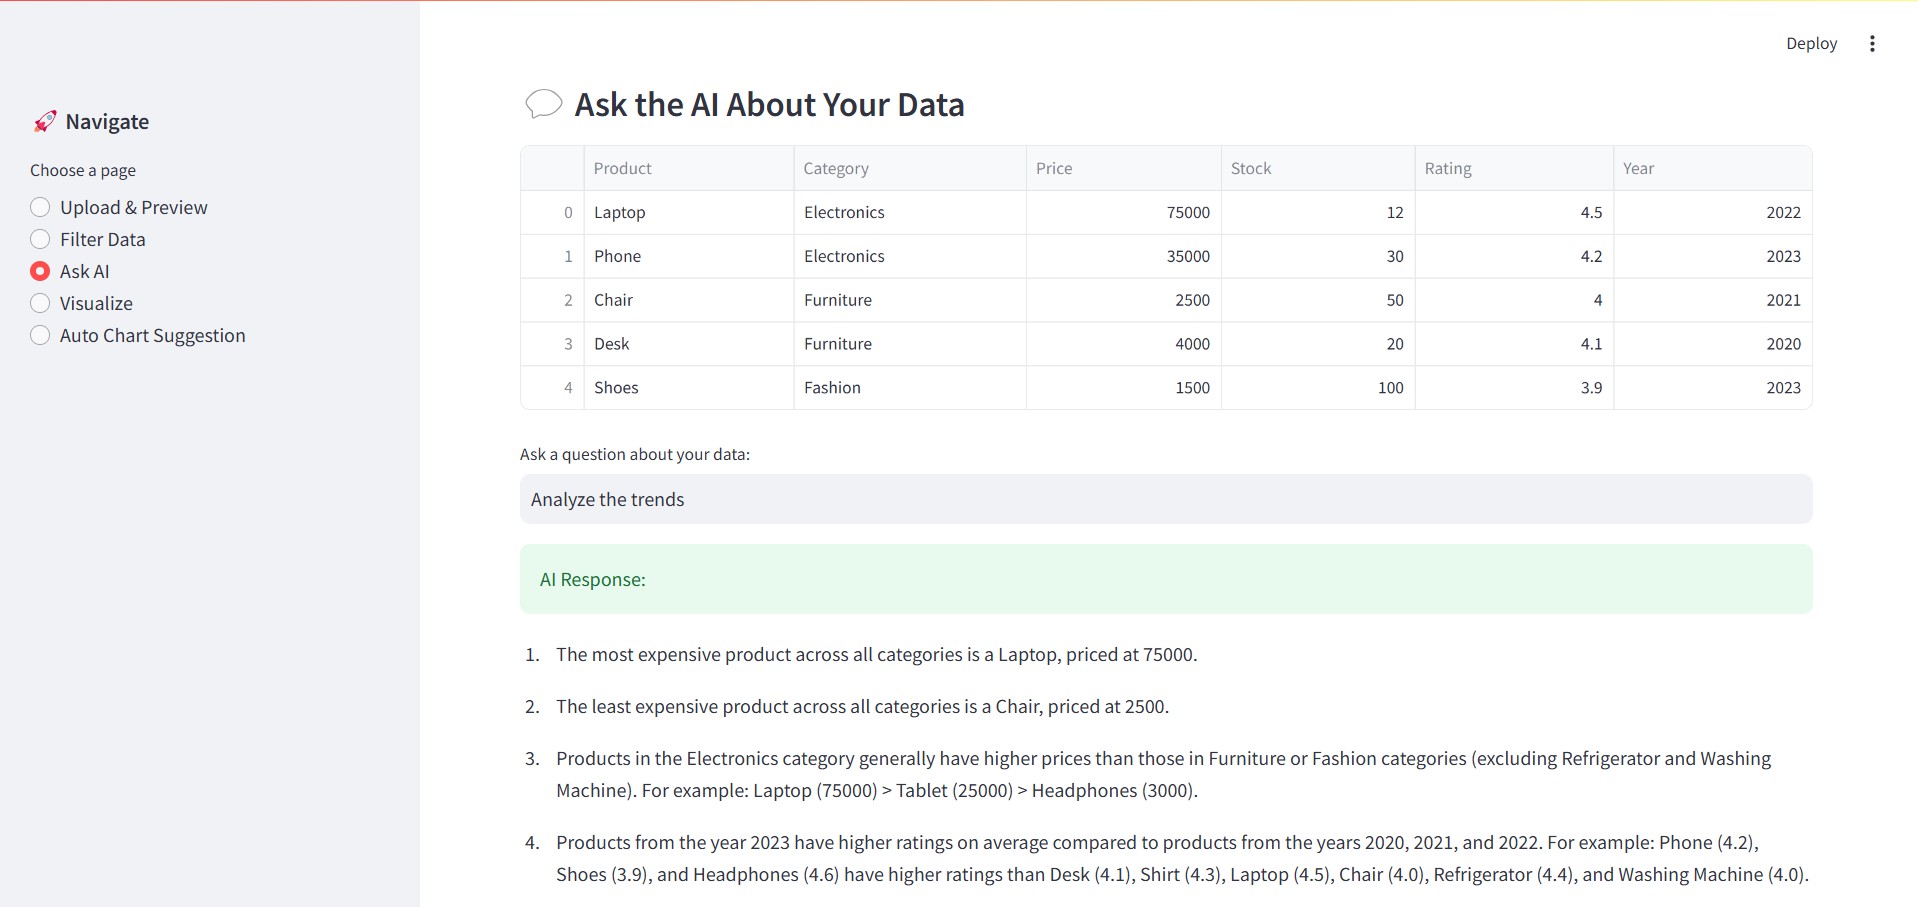 Deploy
🚀 Navigate
Choose a page
Upload & Preview
Filter Data
Ask AI
Visualize
Auto Chart Suggestion
Ask the AI About Your Data
Product Category Price Stock Rating Year
0 Laptop Electronics 75000 12 4.5 2022
1 Phone Electronics 35000 30 4.2 2023
2 Chair Furniture 2500 50 4 2021
3 Desk Furniture 4000 20 4.1 2020
4 Shoes Fashion 1500 100 3.9 2023
Ask a question about your data:
Analyze the trends
AI Response:
1. The most expensive product across all categories is a Laptop, priced at 75000.
2. The least expensive product across all categories is a Chair, priced at 2500.
3. Products in the Electronics category generally have higher prices than those in Furniture or Fashion categories (excluding Refrigerator and Washing
Machine). For example: Laptop (75000) > Tablet (25000) > Headphones (3000).
4. Products from the year 2023 have higher ratings on average compared to products from the years 2020, 2021, and 2022. For example: Phone (4.2),
Shoes (3.9), and Headphones (4.6) have higher ratings than Desk (4.1), Shirt (4.3), Laptop (4.5), Chair (4.0), Refrigerator (4.4), and Washing Machine (4.0).